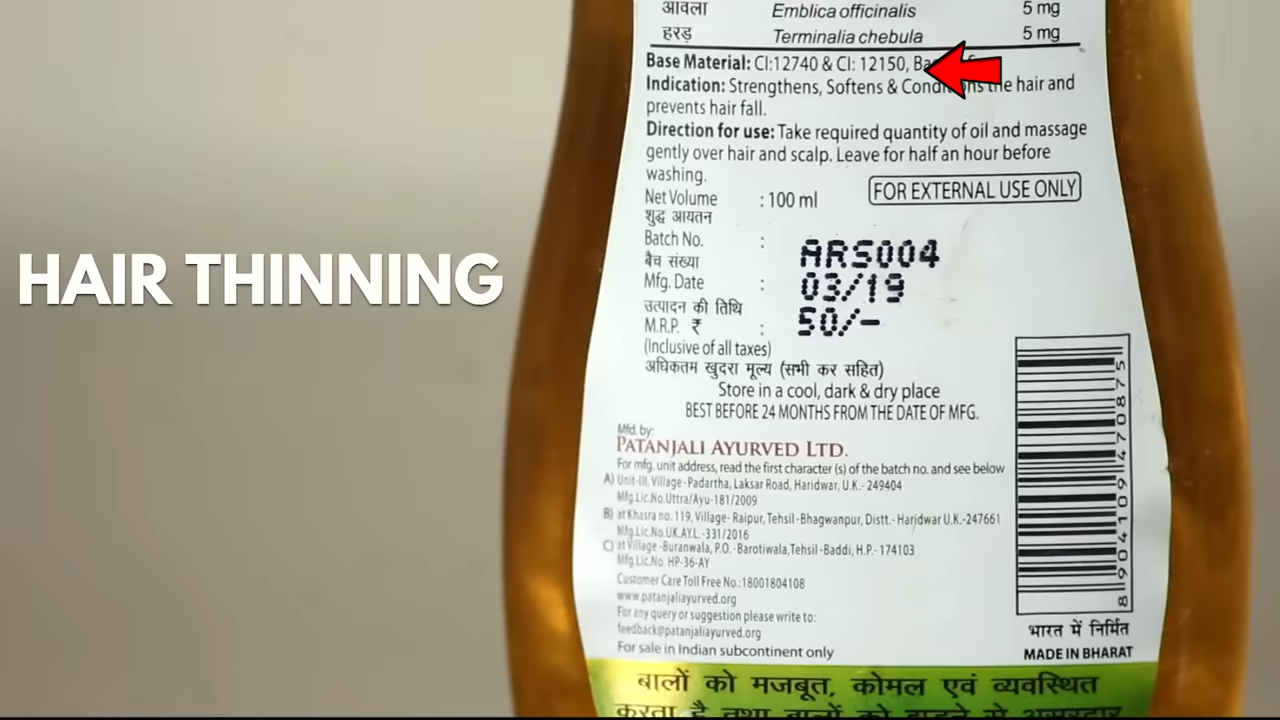 आंवला Emblica officinalis 5 mg
हरड़ Terminalia chebula 5 mg
Base Material: CI:12740 & CI: 12150,
Indication: Strengthens, Softens & Conditions the hair and
prevents hair fall.
Direction for use: Take required quantity of oil and massage
gently over hair and scalp. Leave for half an hour before
washing.
Net Volume : 100 ml
FOR EXTERNAL USE ONLY
शुद्ध आयतन
Batch No. : ARS004
बैच संख्या
Mfg. Date : 03/19
उत्पादन की तिथि
M.R.P. ₹ : 50/-
(Inclusive of all taxes)
अधिकतम खुदरा मूल्य (सभी कर सहित)
Store in a cool, dark & dry place
BEST BEFORE 24 MONTHS FROM THE DATE OF MFG.
Mfd. by:
PATANJALI AYURVED LTD.
For mfg. unit address, read the first character (s) of the batch no. and see below
A) Unit-III, Village-Padartha, Laksar Road, Haridwar, U.K.- 249404
Mfg.Lic.No.Uttra/Ayu-181/2009
B) at Khasra no. 119, Village- Raipur, Tehsil-Bhagwanpur, Distt.- Haridwar U.K.-247661
Mfg.Lic.No.UK.AY.L.-331/2016
C) at Village -Buranwala, P.O.- Barotiwala,Tehsil -Baddi, H.P.- 174103
Mfg.Lic.No. HP-36-AY
Customer Care Toll Free No.:18001804108
www.patanjaliayurved.org
For any query or suggestion please write to:
feedback@patanjaliayurved.org
For sale in Indian subcontinent only
8 904109 470875
भारत में निर्मित
MADE IN BHARAT
बालों को मजबूत, कोमल एवं व्यवस्थित
करता है तथा बालों को झड़ने से असरदार
HAIR THINNING